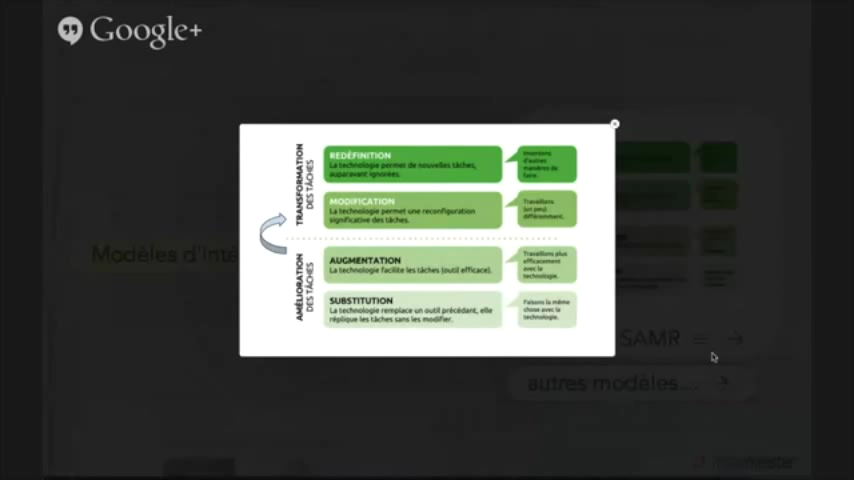 Google+
TRANSFORMATION
DES TÂCHES
REDÉFINITION
La technologie permet de nouvelles tâches,
auparavant ignorées.
Inventons
d'autres
manières de
faire.
MODIFICATION
La technologie permet une reconfiguration
significative des tâches.
Travaillons
(un peu)
différemment.
AMÉLIORATION
DES TÂCHES
AUGMENTATION
La technologie facilite les tâches (outil efficace).
Travaillons plus
efficacement
avec la
technologie.
SUBSTITUTION
La technologie remplace un outil précédant, elle
réplique les tâches sans les modifier.
Faisons la même
chose avec la
technologie.
Modèles d'inté
SAMR = →
autres modèles... →